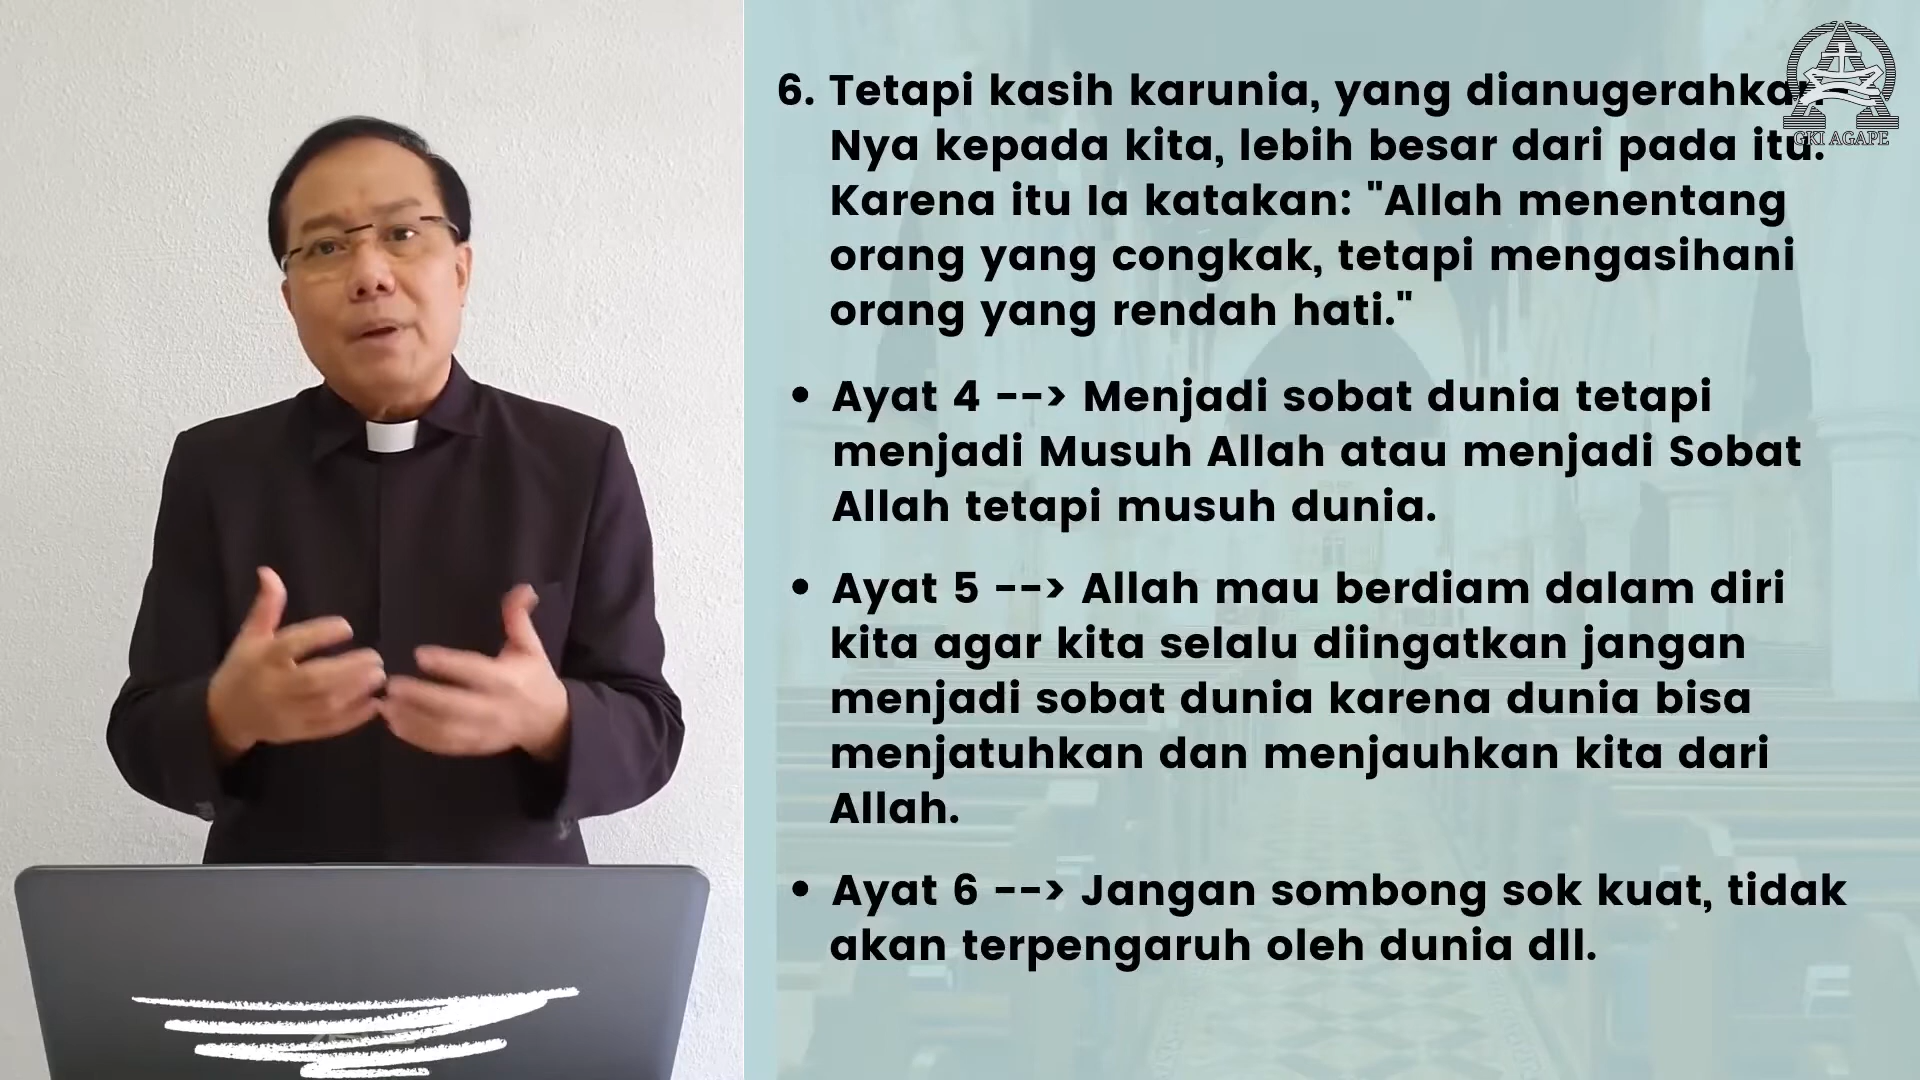 6. Tetapi kasih karunia, yang dianugerahkan-
Nya kepada kita, lebih besar dari pada itu.
Karena itu Ia katakan: "Allah menentang
orang yang congkak, tetapi mengasihani
orang yang rendah hati."
• Ayat 4 --> Menjadi sobat dunia tetapi
menjadi Musuh Allah atau menjadi Sobat
Allah tetapi musuh dunia.
• Ayat 5 --> Allah mau berdiam dalam diri
kita agar kita selalu diingatkan jangan
menjadi sobat dunia karena dunia bisa
menjatuhkan dan menjauhkan kita dari
Allah.
• Ayat 6 --> Jangan sombong sok kuat, tidak
akan terpengaruh oleh dunia dll.
GKI AGAPE